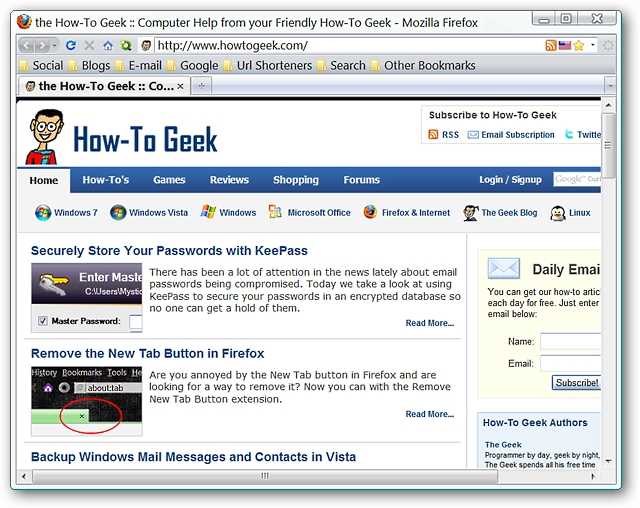 the How-To Geek :: Computer Help from your Friendly How-To Geek - Mozilla Firefox
http://www.howtogeek.com/
Social Blogs E-mail Google Url Shorteners Search Other Bookmarks
the How-To Geek :: Co...
How-To Geek
Subscribe to How-To Geek
RSS Email Subscription Twitte
Home How-To's Games Reviews Shopping Forums Login / Signup Google
Windows 7 Windows Vista Windows Microsoft Office Firefox & Internet The Geek Blog Linux
Securely Store Your Passwords with KeePass
Enter Master
C:\Users\Mystic
Master Password:
There has been a lot of attention in the news lately about email
passwords being compromised. Today we take a look at using
KeePass to secure your passwords in an encrypted database so
no one can get a hold of them.
Read More...
Remove the New Tab Button in Firefox
History Bookmarks Tools He
about:tab
Are you annoyed by the New Tab button in Firefox and are
looking for a way to remove it? Now you can with the Remove
New Tab Button extension.
Read More...
Backup Windows Mail Messages and Contacts in Vista
Daily Emai
You can get our how-to artic
each day for free. Just enter
email below:
Name:
Email:
Subscribe!
How-To Geek Authors
The Geek
Programmer by day, geek by night,
The Geek spends all his free time